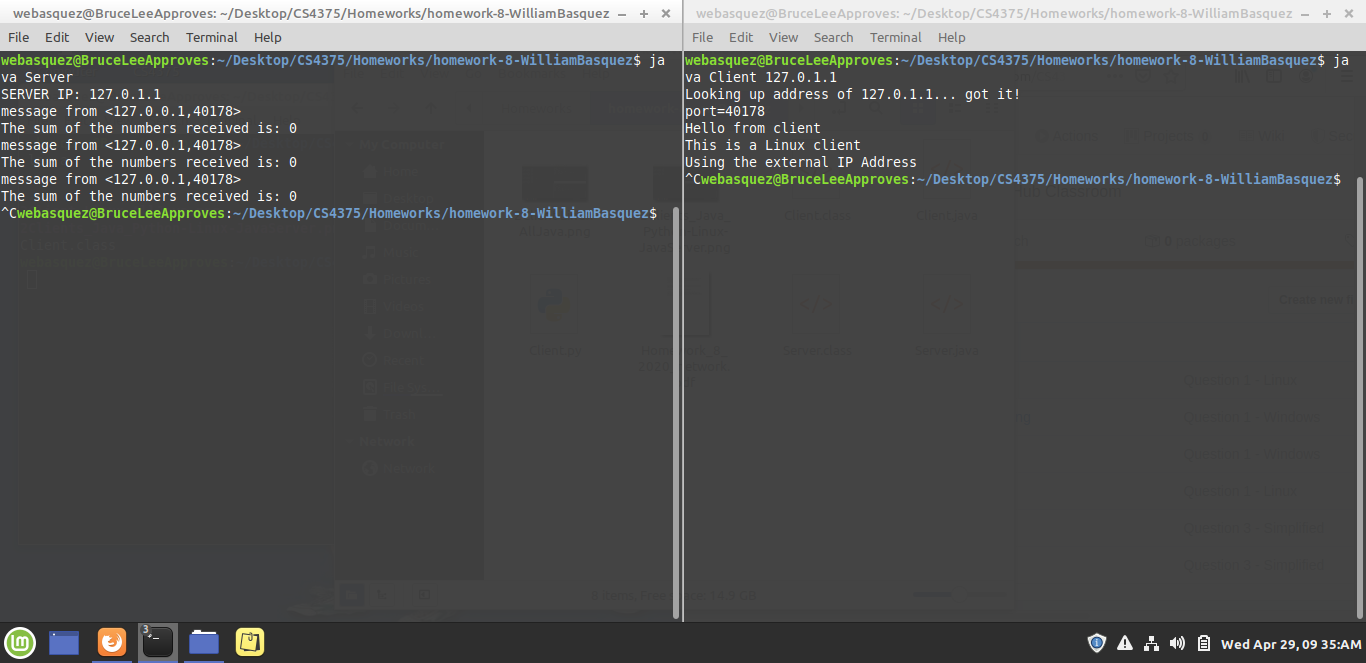 webasquez@BruceLeeApproves: ~/Desktop/CS4375/Homeworks/homework-8-WilliamBasquez
File Edit View Search Terminal Help
webasquez@BruceLeeApproves:~/Desktop/CS4375/Homeworks/homework-8-WilliamBasquez$ ja
va Server
SERVER IP: 127.0.1.1
message from <127.0.0.1,40178>
The sum of the numbers received is: 0
message from <127.0.0.1,40178>
The sum of the numbers received is: 0
message from <127.0.0.1,40178>
The sum of the numbers received is: 0
^Cwebasquez@BruceLeeApproves:~/Desktop/CS4375/Homeworks/homework-8-WilliamBasquez$
webasquez@BruceLeeApproves: ~/Desktop/CS4375/Homeworks/homework-8-WilliamBasquez
File Edit View Search Terminal Help
webasquez@BruceLeeApproves:~/Desktop/CS4375/Homeworks/homework-8-WilliamBasquez$ ja
va Client 127.0.1.1
Looking up address of 127.0.1.1... got it!
port=40178
Hello from client
This is a Linux client
Using the external IP Address
^Cwebasquez@BruceLeeApproves:~/Desktop/CS4375/Homeworks/homework-8-WilliamBasquez$
3
Wed Apr 29, 09 35:AM